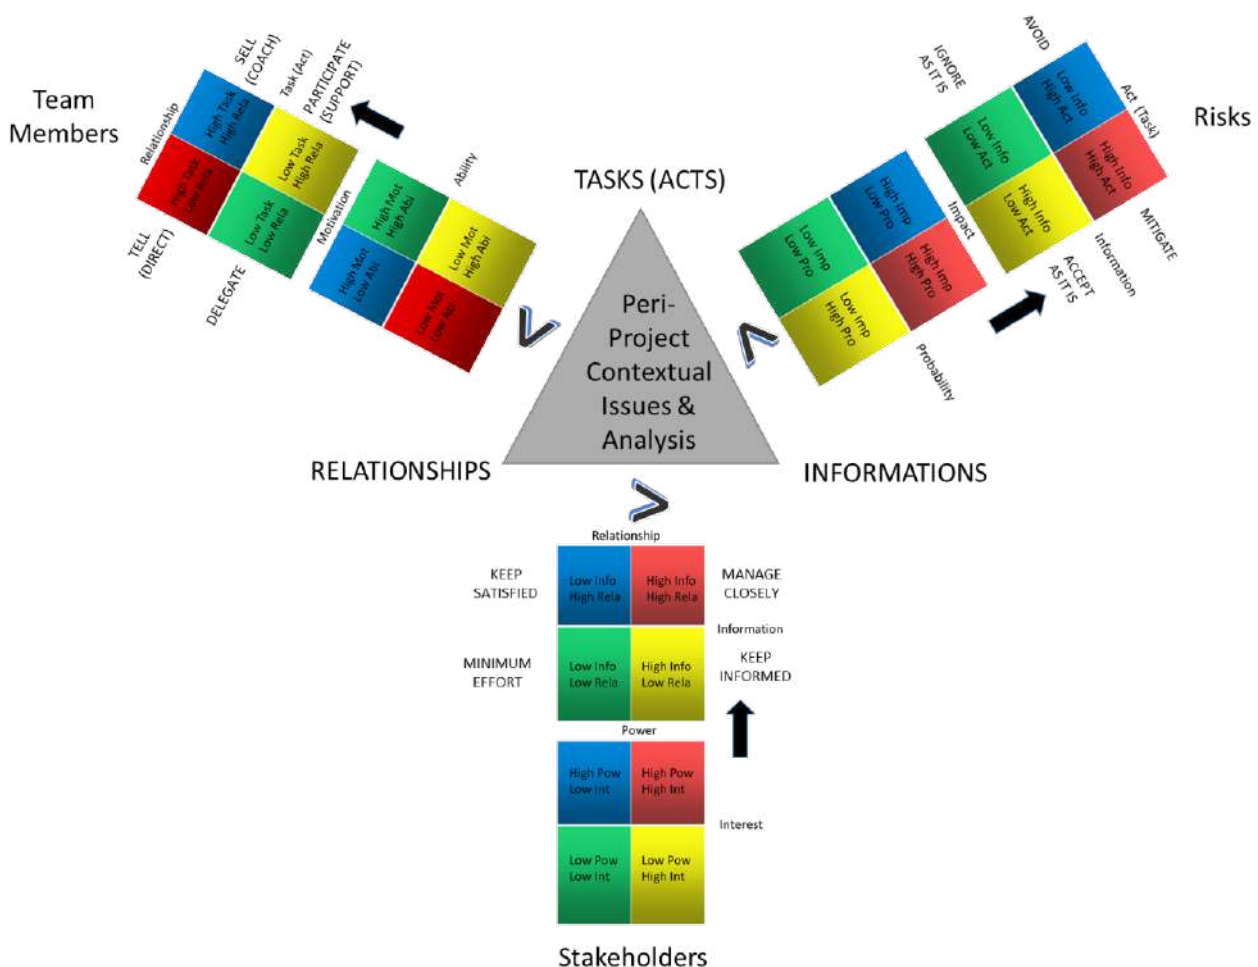 Team
Members
SELL
(COACH)
Task (Act)
PARTICIPATE
(SUPPORT)
Relationship
High Task
High Rela
Low Task
High Rela
High Task
Low Rela
Low Task
Low Rela
TELL
(DIRECT)
DELEGATE
Motivation
Ability
High Mot
High Abi
Low Mot
High Abi
High Mot
Low Abi
Low Mot
Low Abi
TASKS (ACTS)
Peri-
Project
Contextual
Issues &
Analysis
RELATIONSHIPS
INFORMATIONS
Risks
IGNORE
AS IT IS
AVOID
Act (Task)
Low Info
High Act
Low Info
Low Act
High Info
High Act
High Info
Low Act
MITIGATE
Information
ACCEPT
AS IT IS
Impact
High Imp
Low Pro
Low Imp
Low Pro
High Imp
High Pro
Low Imp
High Pro
Probability
Relationship
KEEP
SATISFIED
Low Info
High Rela
High Info
High Rela
MANAGE
CLOSELY
Information
MINIMUM
EFFORT
Low Info
Low Rela
High Info
Low Rela
KEEP
INFORMED
Power
High Pow
Low Int
High Pow
High Int
Interest
Low Pow
Low Int
Low Pow
High Int
Stakeholders